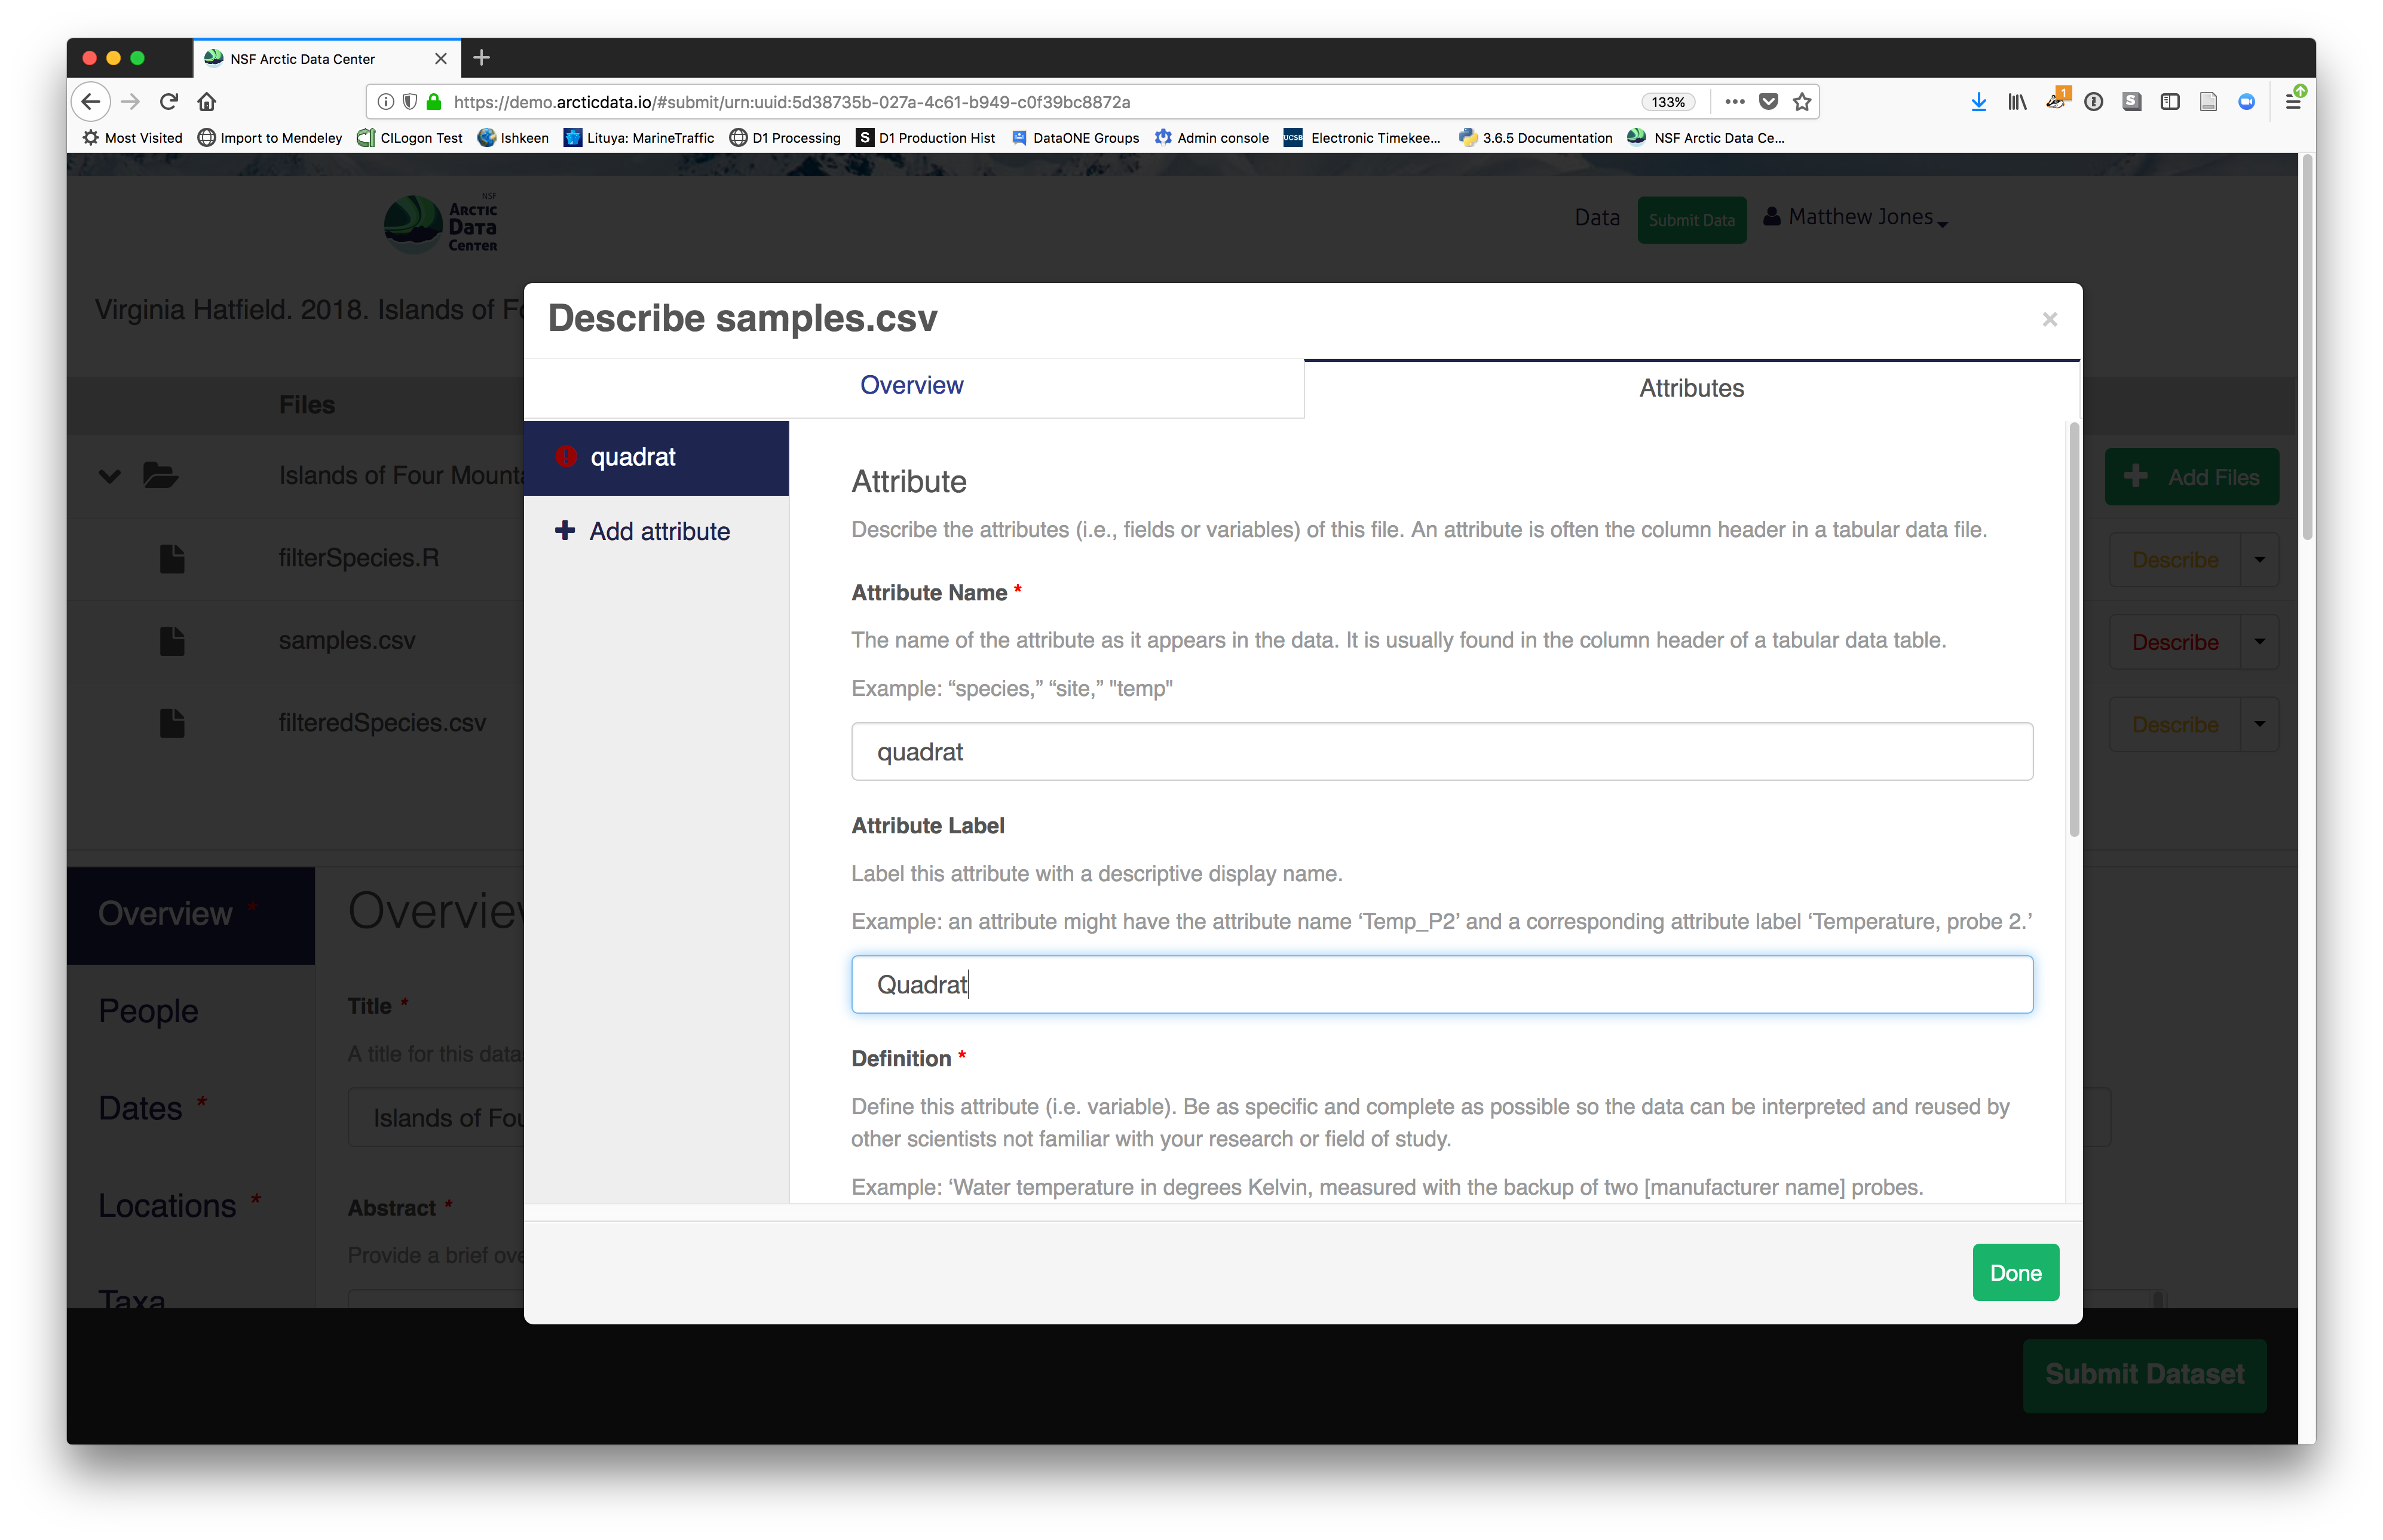 NSF Arctic Data Center
https://demo.arcticdata.io/#submit/urn:uuid:5d38735b-027a-4c61-b949-c0f39bc8872a
133%
1
S
Most Visited
Import to Mendeley
CILogon Test
Ishkeen
Lituya: MarineTraffic
D1 Processing
S D1 Production Hist
DataONE Groups
Admin console
UCSB Electronic Timekee...
3.6.5 Documentation
NSF Arctic Data Ce...
NSF
ARCTIC
DATA
CENTER
Data
Submit Data
Matthew Jones
Virginia Hatfield. 2018. Islands of Fo
Files
Islands of Four Mounta
Add Files
filterSpecies.R
Describe
samples.csv
Describe
filteredSpecies.csv
Describe
Describe samples.csv
×
Overview
Attributes
quadrat
Add attribute
Attribute
Describe the attributes (i.e., fields or variables) of this file. An attribute is often the column header in a tabular data file.
Attribute Name *
The name of the attribute as it appears in the data. It is usually found in the column header of a tabular data table.
Example: “species,” “site,” "temp"
quadrat
Attribute Label
Label this attribute with a descriptive display name.
Example: an attribute might have the attribute name ‘Temp_P2’ and a corresponding attribute label ‘Temperature, probe 2.’
Quadrat
Definition *
Define this attribute (i.e. variable). Be as specific and complete as possible so the data can be interpreted and reused by
other scientists not familiar with your research or field of study.
Example: ‘Water temperature in degrees Kelvin, measured with the backup of two [manufacturer name] probes.
Done
Overview *
People
Dates *
Locations *
Taxa
Overvie
Title *
A title for this data
Islands of Fou
Abstract *
Provide a brief ove
Submit Dataset